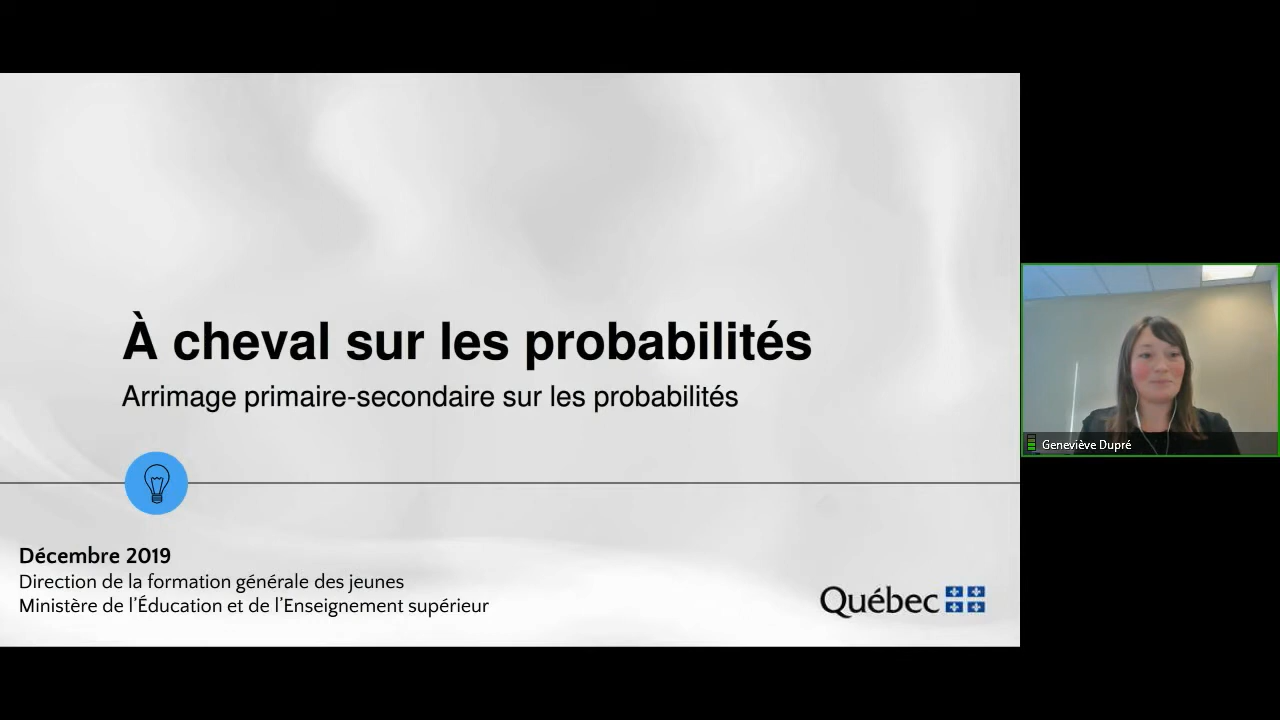 À cheval sur les probabilités
Arrimage primaire-secondaire sur les probabilités
Décembre 2019
Direction de la formation générale des jeunes
Ministère de l'Éducation et de l'Enseignement supérieur
Québec
Geneviève Dupré